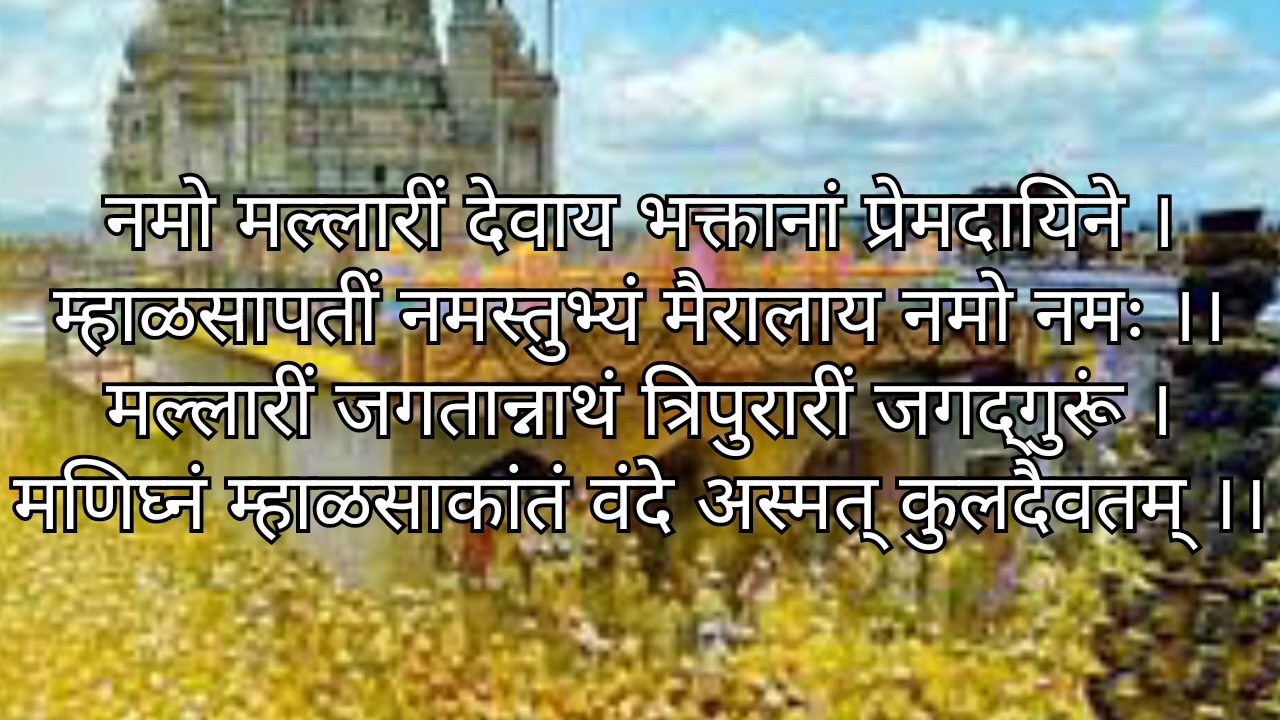 नमो मल्लारीं देवाय भक्तानां प्रेमदायिने ।
म्हाळसापतीं नमस्तुभ्यं मैरालाय नमो नमः ।।
मल्लारीं जगतान्नाथं त्रिपुरारीं जगद्गुरूं ।
मणिघ्नं म्हाळसाकांतं वंदे अस्मत् कुलदैवतम् ।।